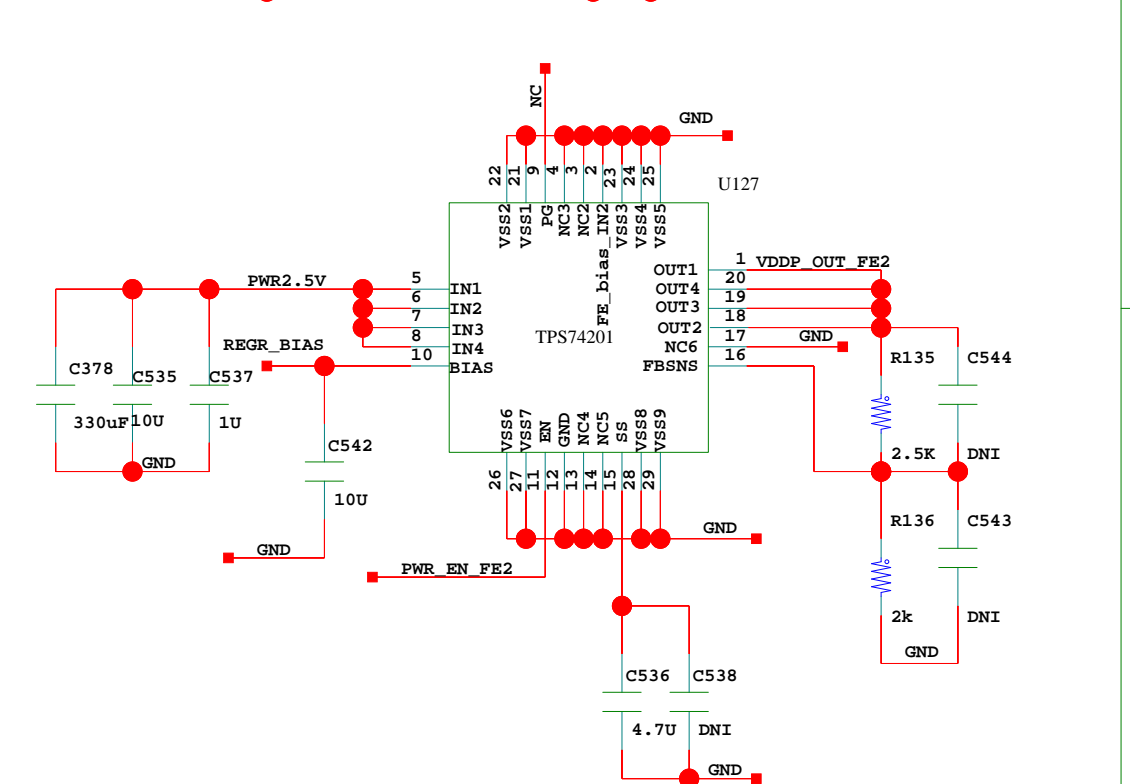 NC
GND
22
21
9
4
3
2
23
24
25
U127
VSS2
VSS1
PG
NC3
NC2
FE_bias_IN2
VSS3
VSS4
VSS5
PWR2.5V
5
IN1
6
IN2
7
IN3
8
IN4
REGR_BIAS
10
BIAS
TPS74201
OUT1
1
VDDP_OUT_FE2
OUT4
20
OUT3
19
OUT2
18
NC6
17
GND
FBSNS
16
C378
C535
C537
330uF
10U
1U
GND
C542
10U
GND
R135
C544
2.5K
DNI
R136
C543
2k
DNI
GND
VSS6
VSS7
EN
GND
NC4
NC5
SS
VSS8
VSS9
26
27
11
12
13
14
15
28
29
GND
PWR_EN_FE2
C536
C538
4.7U
DNI
GND